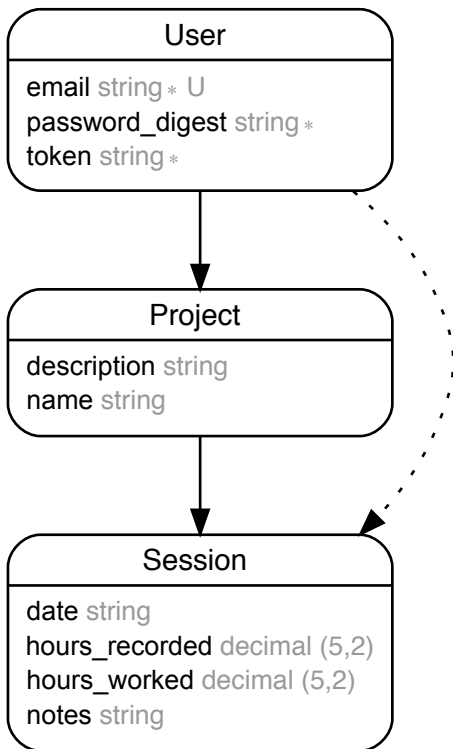 User
email string * U
password_digest string *
token string *
Project
description string
name string
Session
date string
hours_recorded decimal (5,2)
hours_worked decimal (5,2)
notes string